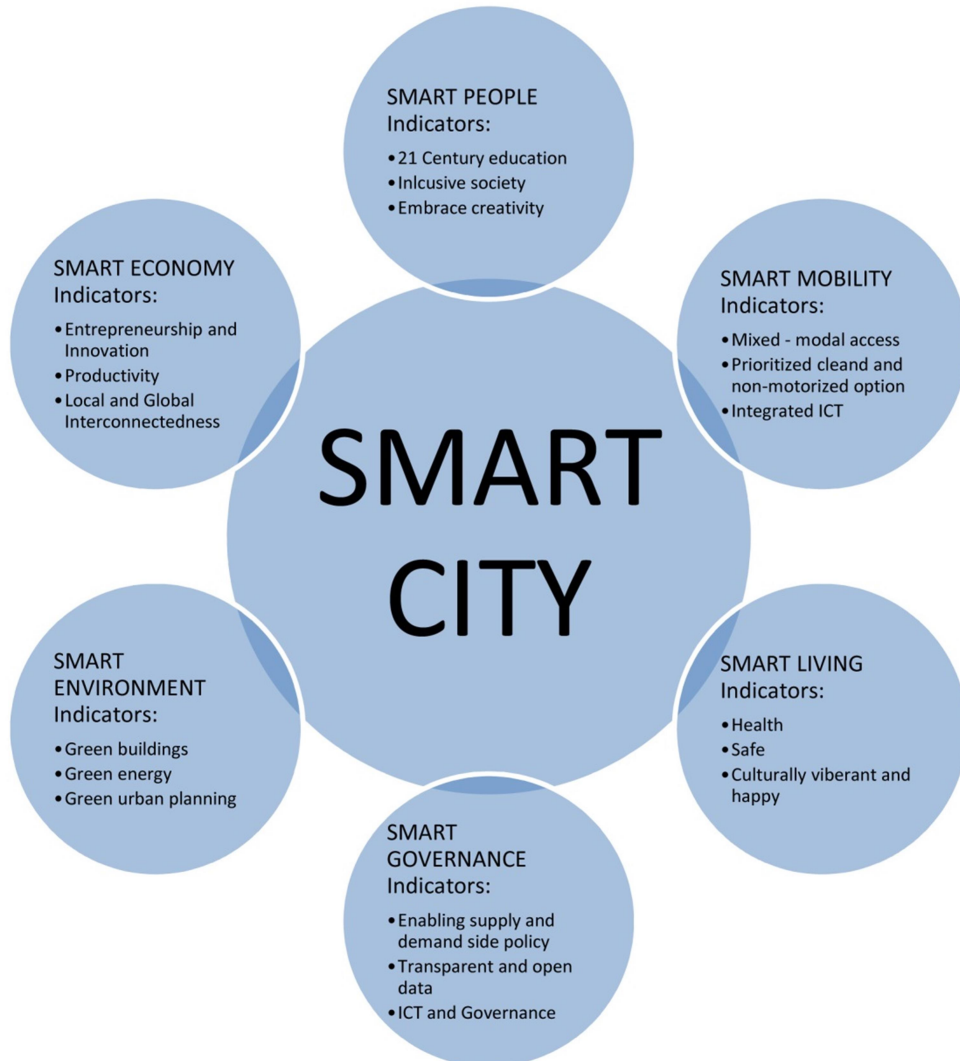 SMART PEOPLE
Indicators:
•21 Century education
•Inlcusive society
•Embrace creativity
SMART ECONOMY
Indicators:
•Entrepreneurship and
Innovation
•Productivity
•Local and Global
Interconnectedness
SMART MOBILITY
Indicators:
•Mixed - modal access
•Prioritized cleand and
non-motorized option
•Integrated ICT
SMART
CITY
SMART
ENVIRONMENT
Indicators:
•Green buildings
•Green energy
•Green urban planning
SMART LIVING
Indicators:
•Health
•Safe
•Culturally viberant and
happy
SMART
GOVERNANCE
Indicators:
•Enabling supply and
demand side policy
•Transparent and open
data
•ICT and Governance